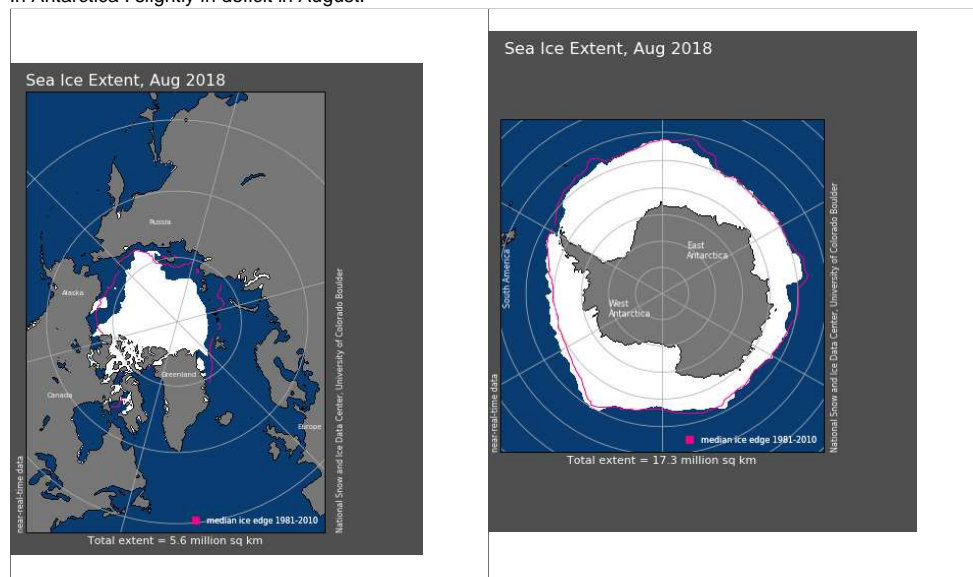 in Antarctica : slightly in deficit in August.
Sea Ice Extent, Aug 2018
Russia
Alaska
Greenland
Canada
Europe
near-real-time data
National Snow and Ice Data Center, University of Colorado Boulder
median ice edge 1981-2010
Total extent = 5.6 million sq km
Sea Ice Extent, Aug 2018
South America
East
Antarctica
West
Antarctica
near-real-time data
National Snow and Ice Data Center, University of Colorado Boulder
median ice edge 1981-2010
Total extent = 17.3 million sq km